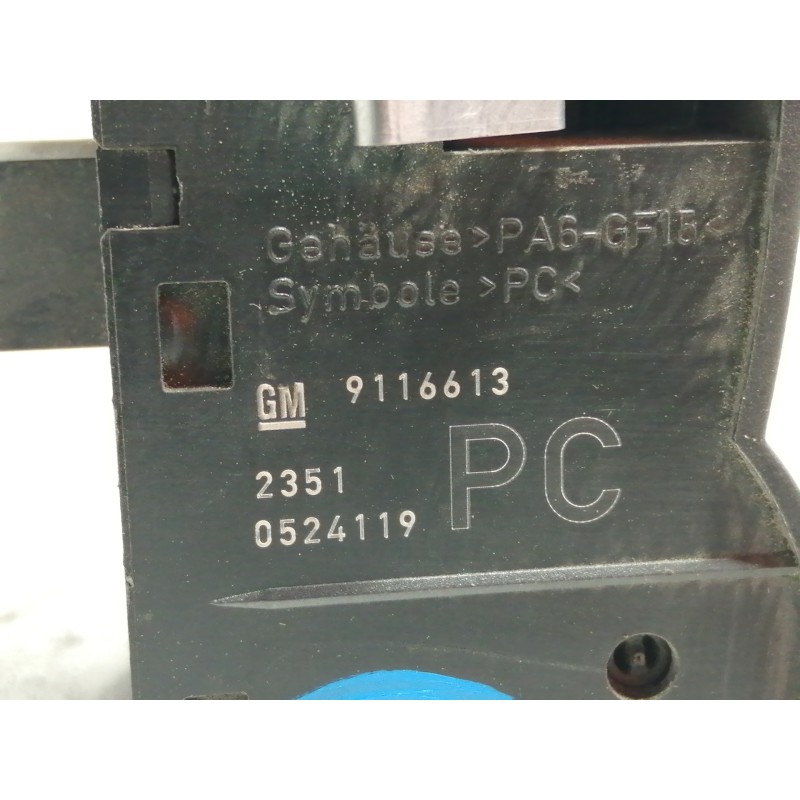 Gehäuse >PA6-GF15<
Symbole >PC<
GM 9116613
PC
2351
0524119